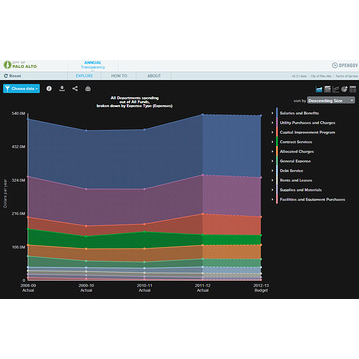 CITY OF
PALO ALTO
ANNUAL
Transparency
OPENGOV
Reset
EXPLORE
HOW TO
ABOUT
Terms of Service
Choose data
All Departments spending
out of All Funds,
broken down by Expense Type (Expenses)
sort by Descending Size
540.0M
432.0M
324.0M
216.0M
108.0M
0
Dollars per year
2008-09
Actual
2009-10
Actual
2010-11
Actual
2011-12
Actual
2012-13
Budget
Salaries and Benefits
Utility Purchases and Charges
Capital Improvement Program
Contract Services
Allocated Charges
General Expense
Debt Service
Rents and Leases
Supplies and Materials
Facilities and Equipment Purchases